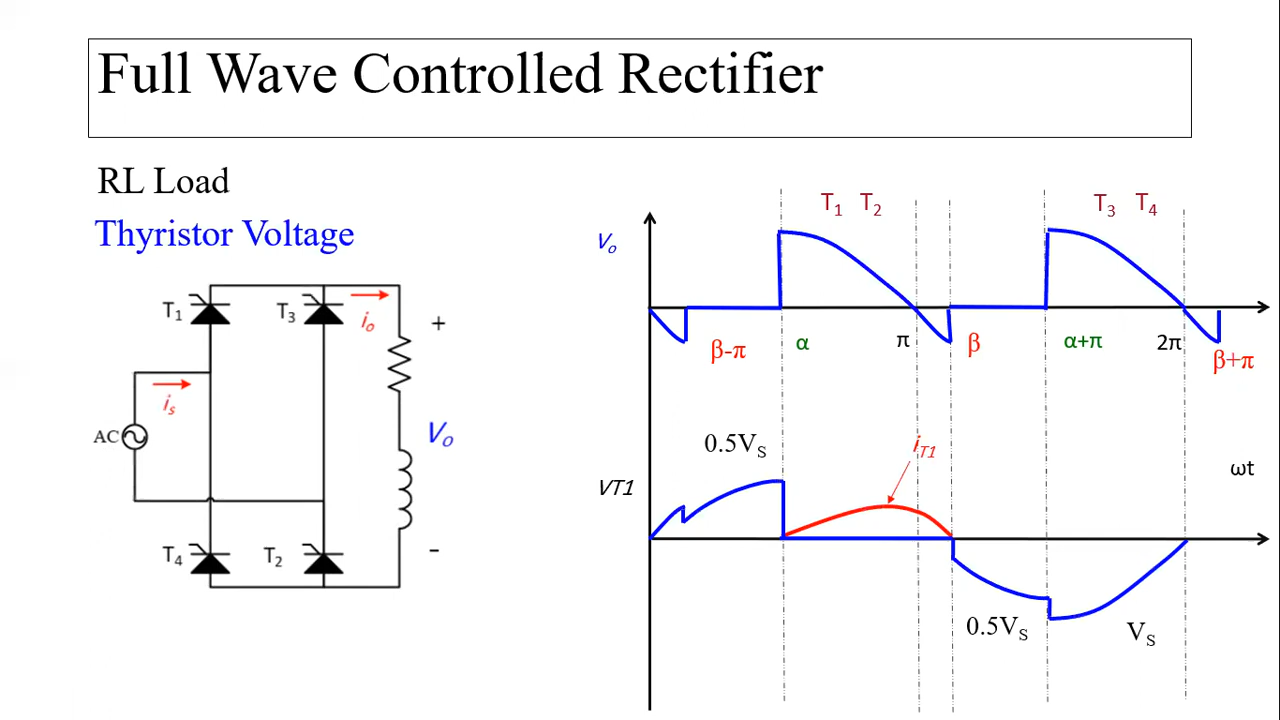 Full Wave Controlled Rectifier
RL Load
Thyristor Voltage
T1
T3
io
+
is
AC
Vo
T4
T2
-
T1 T2
T3 T4
Vo
β-π
α
π
β
α+π
2π
β+π
0.5VS
iT1
ωt
VT1
0.5VS
VS